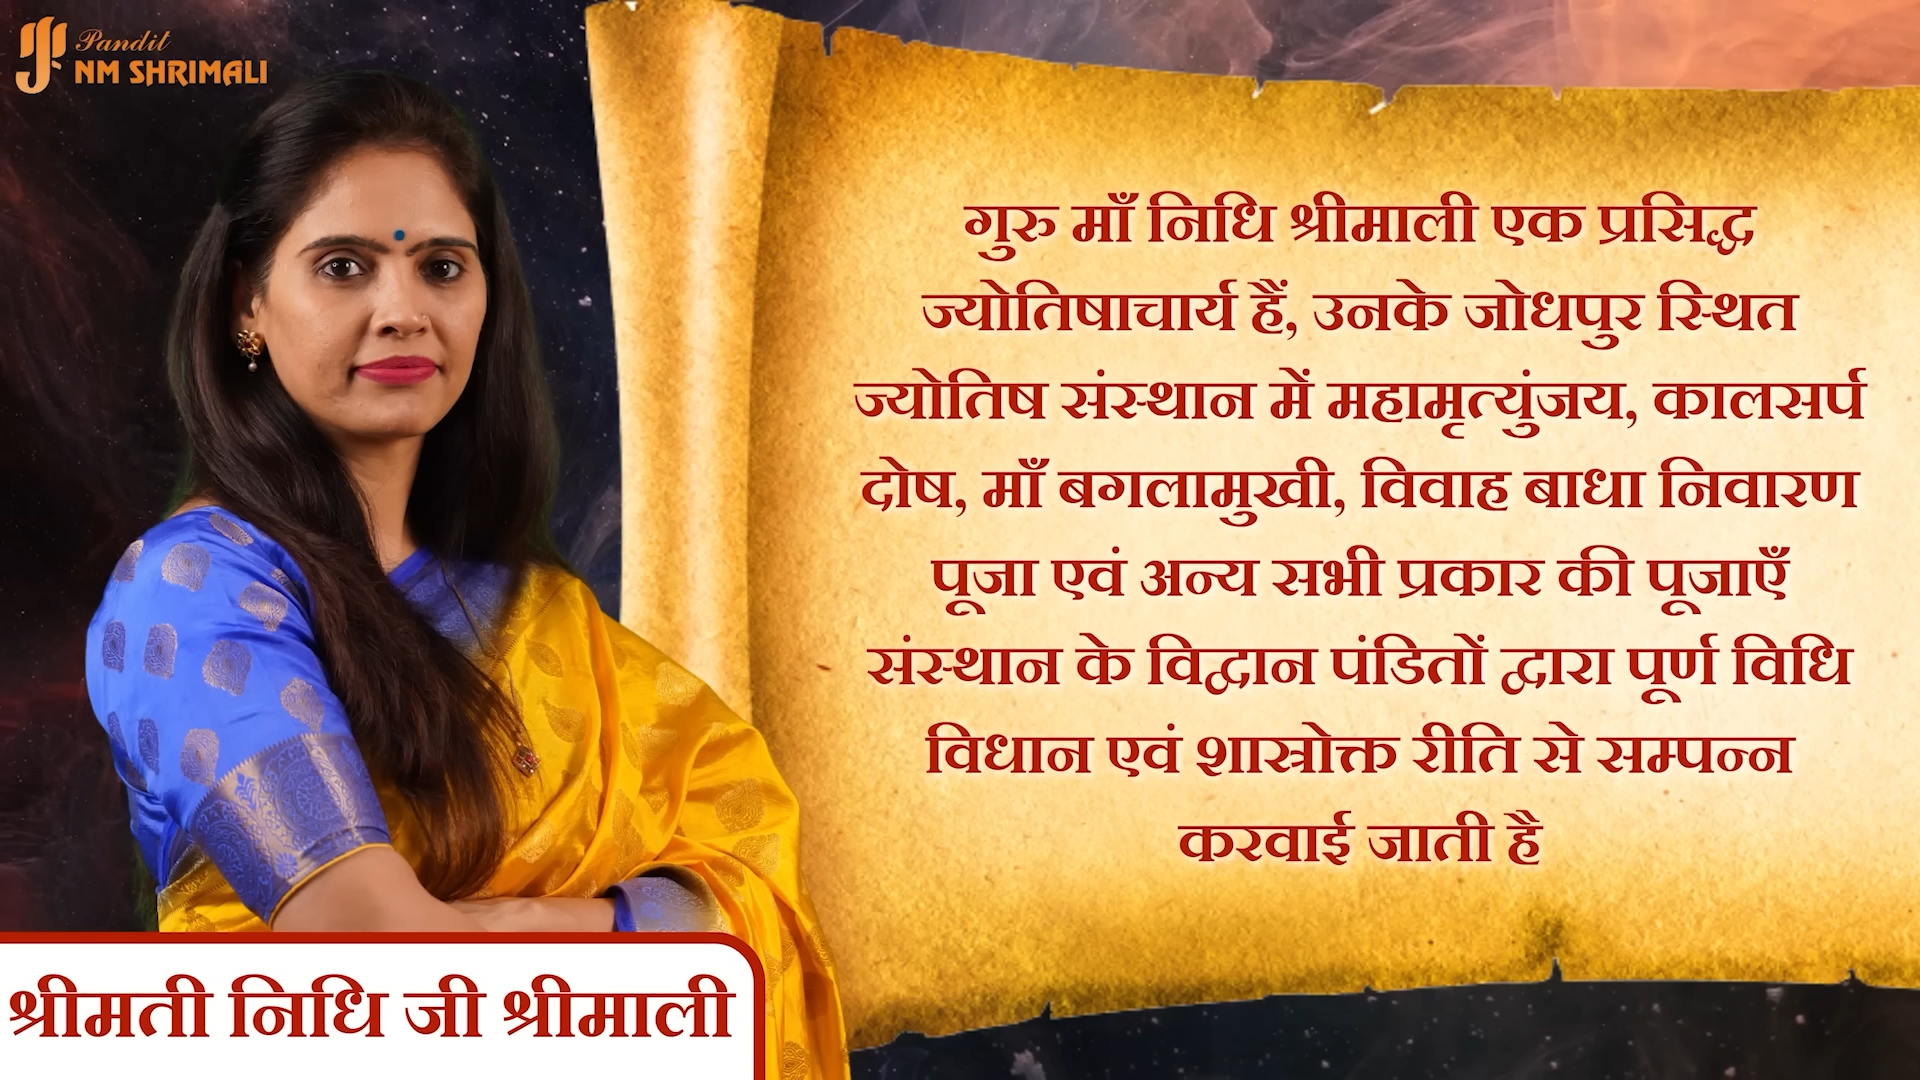 Pandit
NM SHRIMALI
गुरु माँ निधि श्रीमाली एक प्रसिद्ध
ज्योतिषाचार्य हैं, उनके जोधपुर स्थित
ज्योतिष संस्थान में महामृत्युंजय, कालसर्प
दोष, माँ बगलामुखी, विवाह बाधा निवारण
पूजा एवं अन्य सभी प्रकार की पूजाएँ
संस्थान के विद्वान पंडितों द्वारा पूर्ण विधि
विधान एवं शास्त्रोक्त रीति से सम्पन्न
करवाई जाती है
श्रीमती निधि जी श्रीमाली